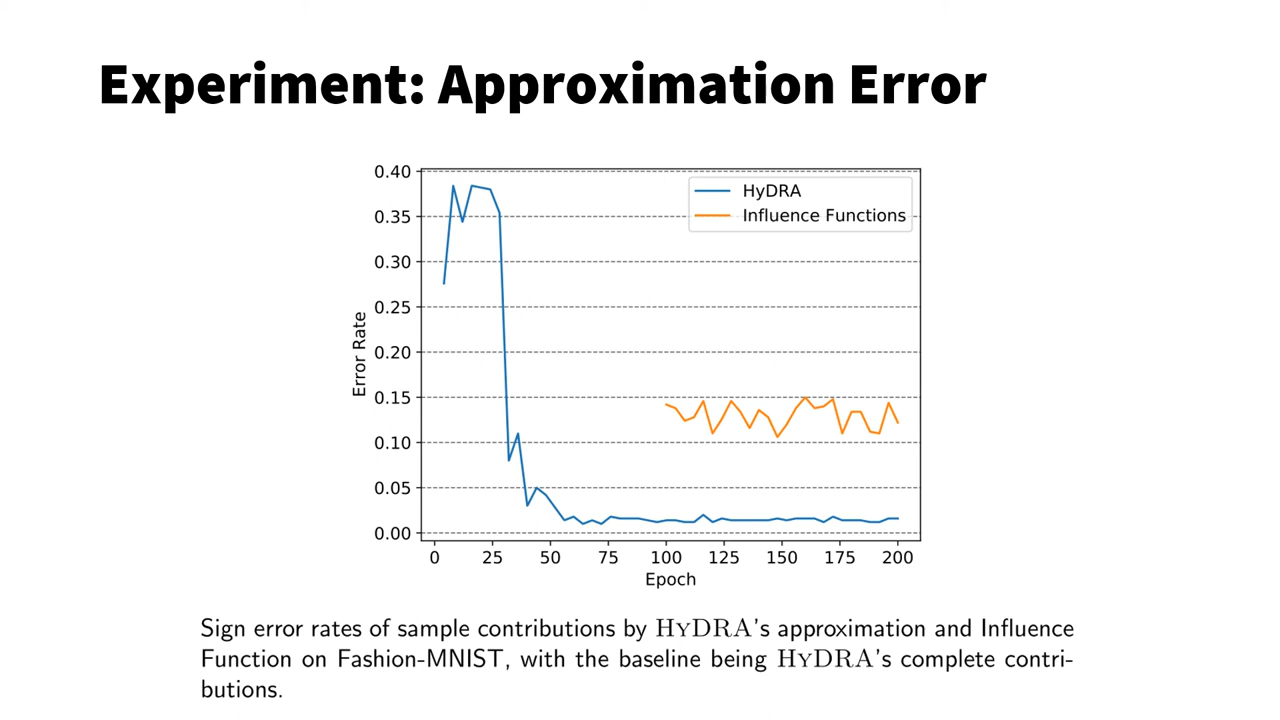 Experiment: Approximation Error
0.40
0.35
0.30
0.25
0.20
0.15
0.10
0.05
0.00
Error Rate
HyDRA
Influence Functions
0 25 50 75 100 125 150 175 200
Epoch
Sign error rates of sample contributions by HYDRA's approximation and Influence
Function on Fashion-MNIST, with the baseline being HYDRA's complete contri-
butions.